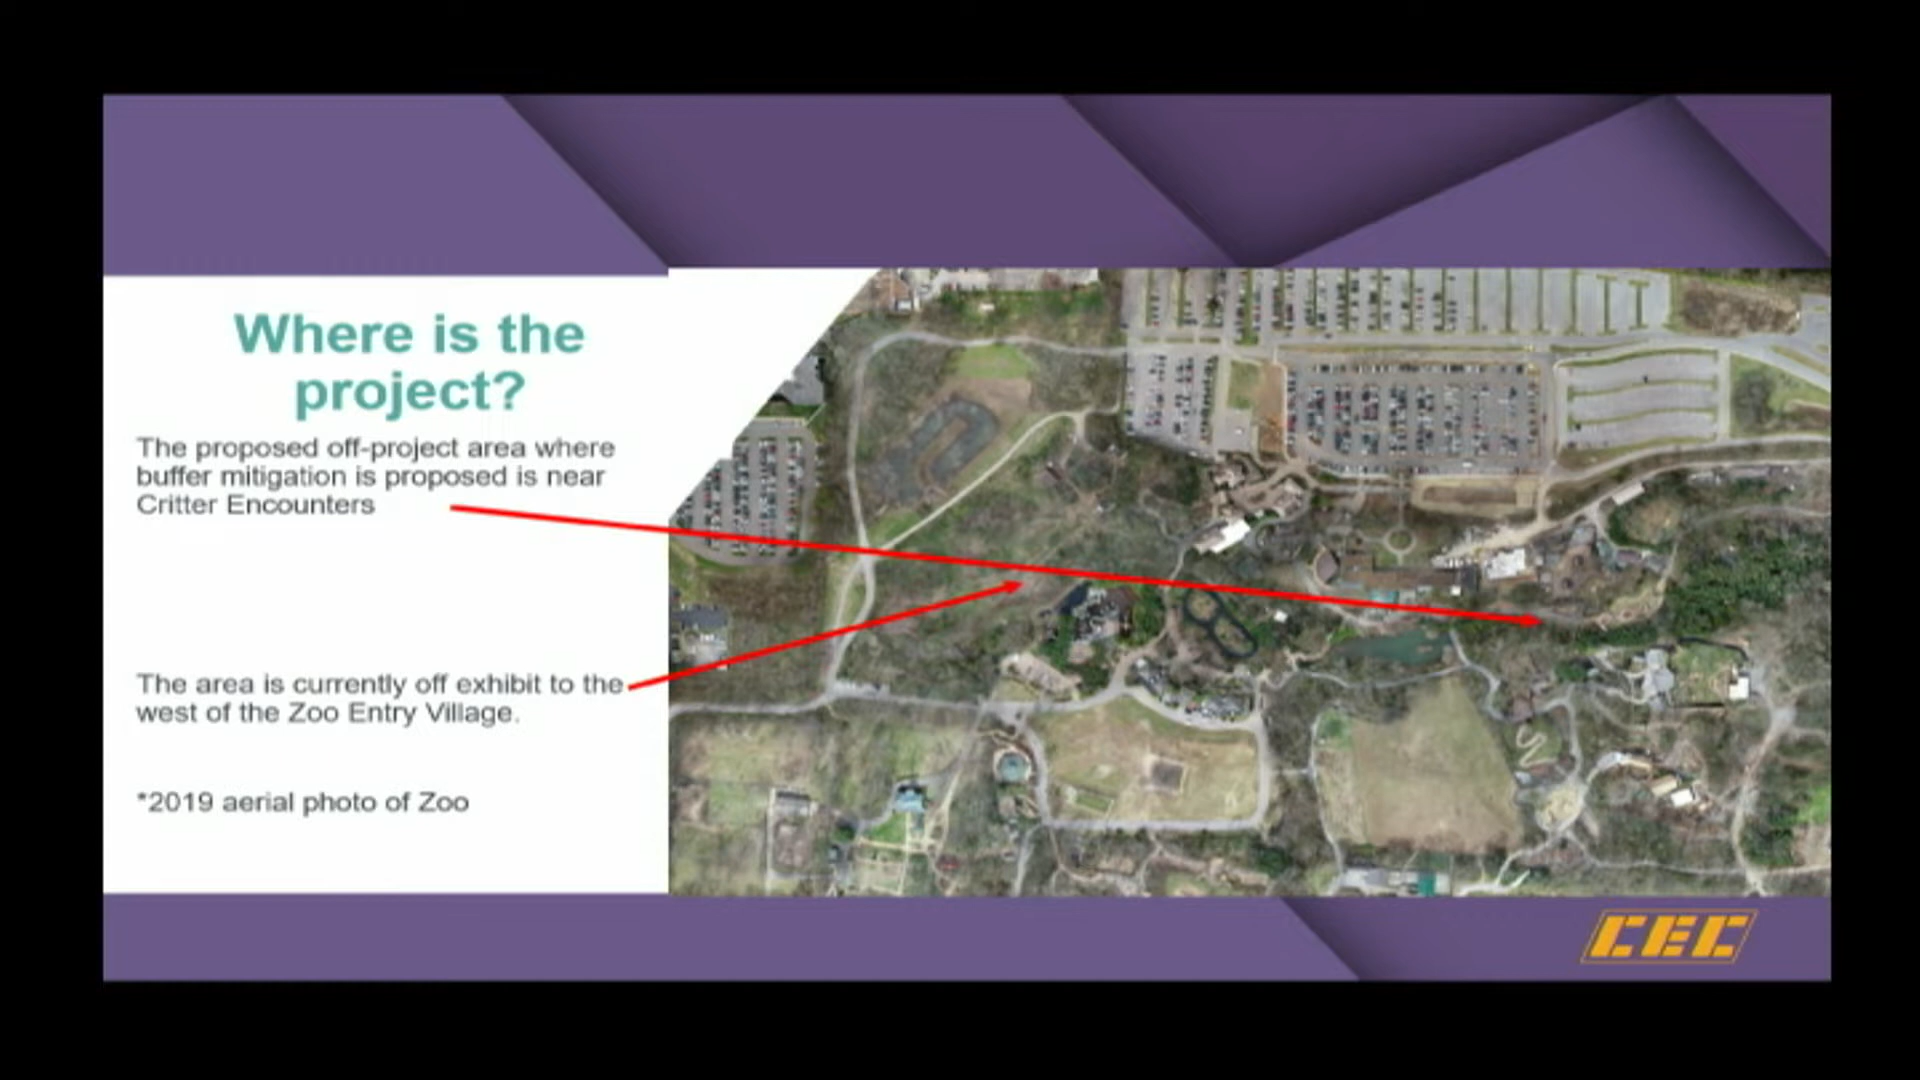 Where is the
project?
The proposed off-project area where
buffer mitigation is proposed is near
Critter Encounters
The area is currently off exhibit to the
west of the Zoo Entry Village.
*2019 aerial photo of Zoo
CEC